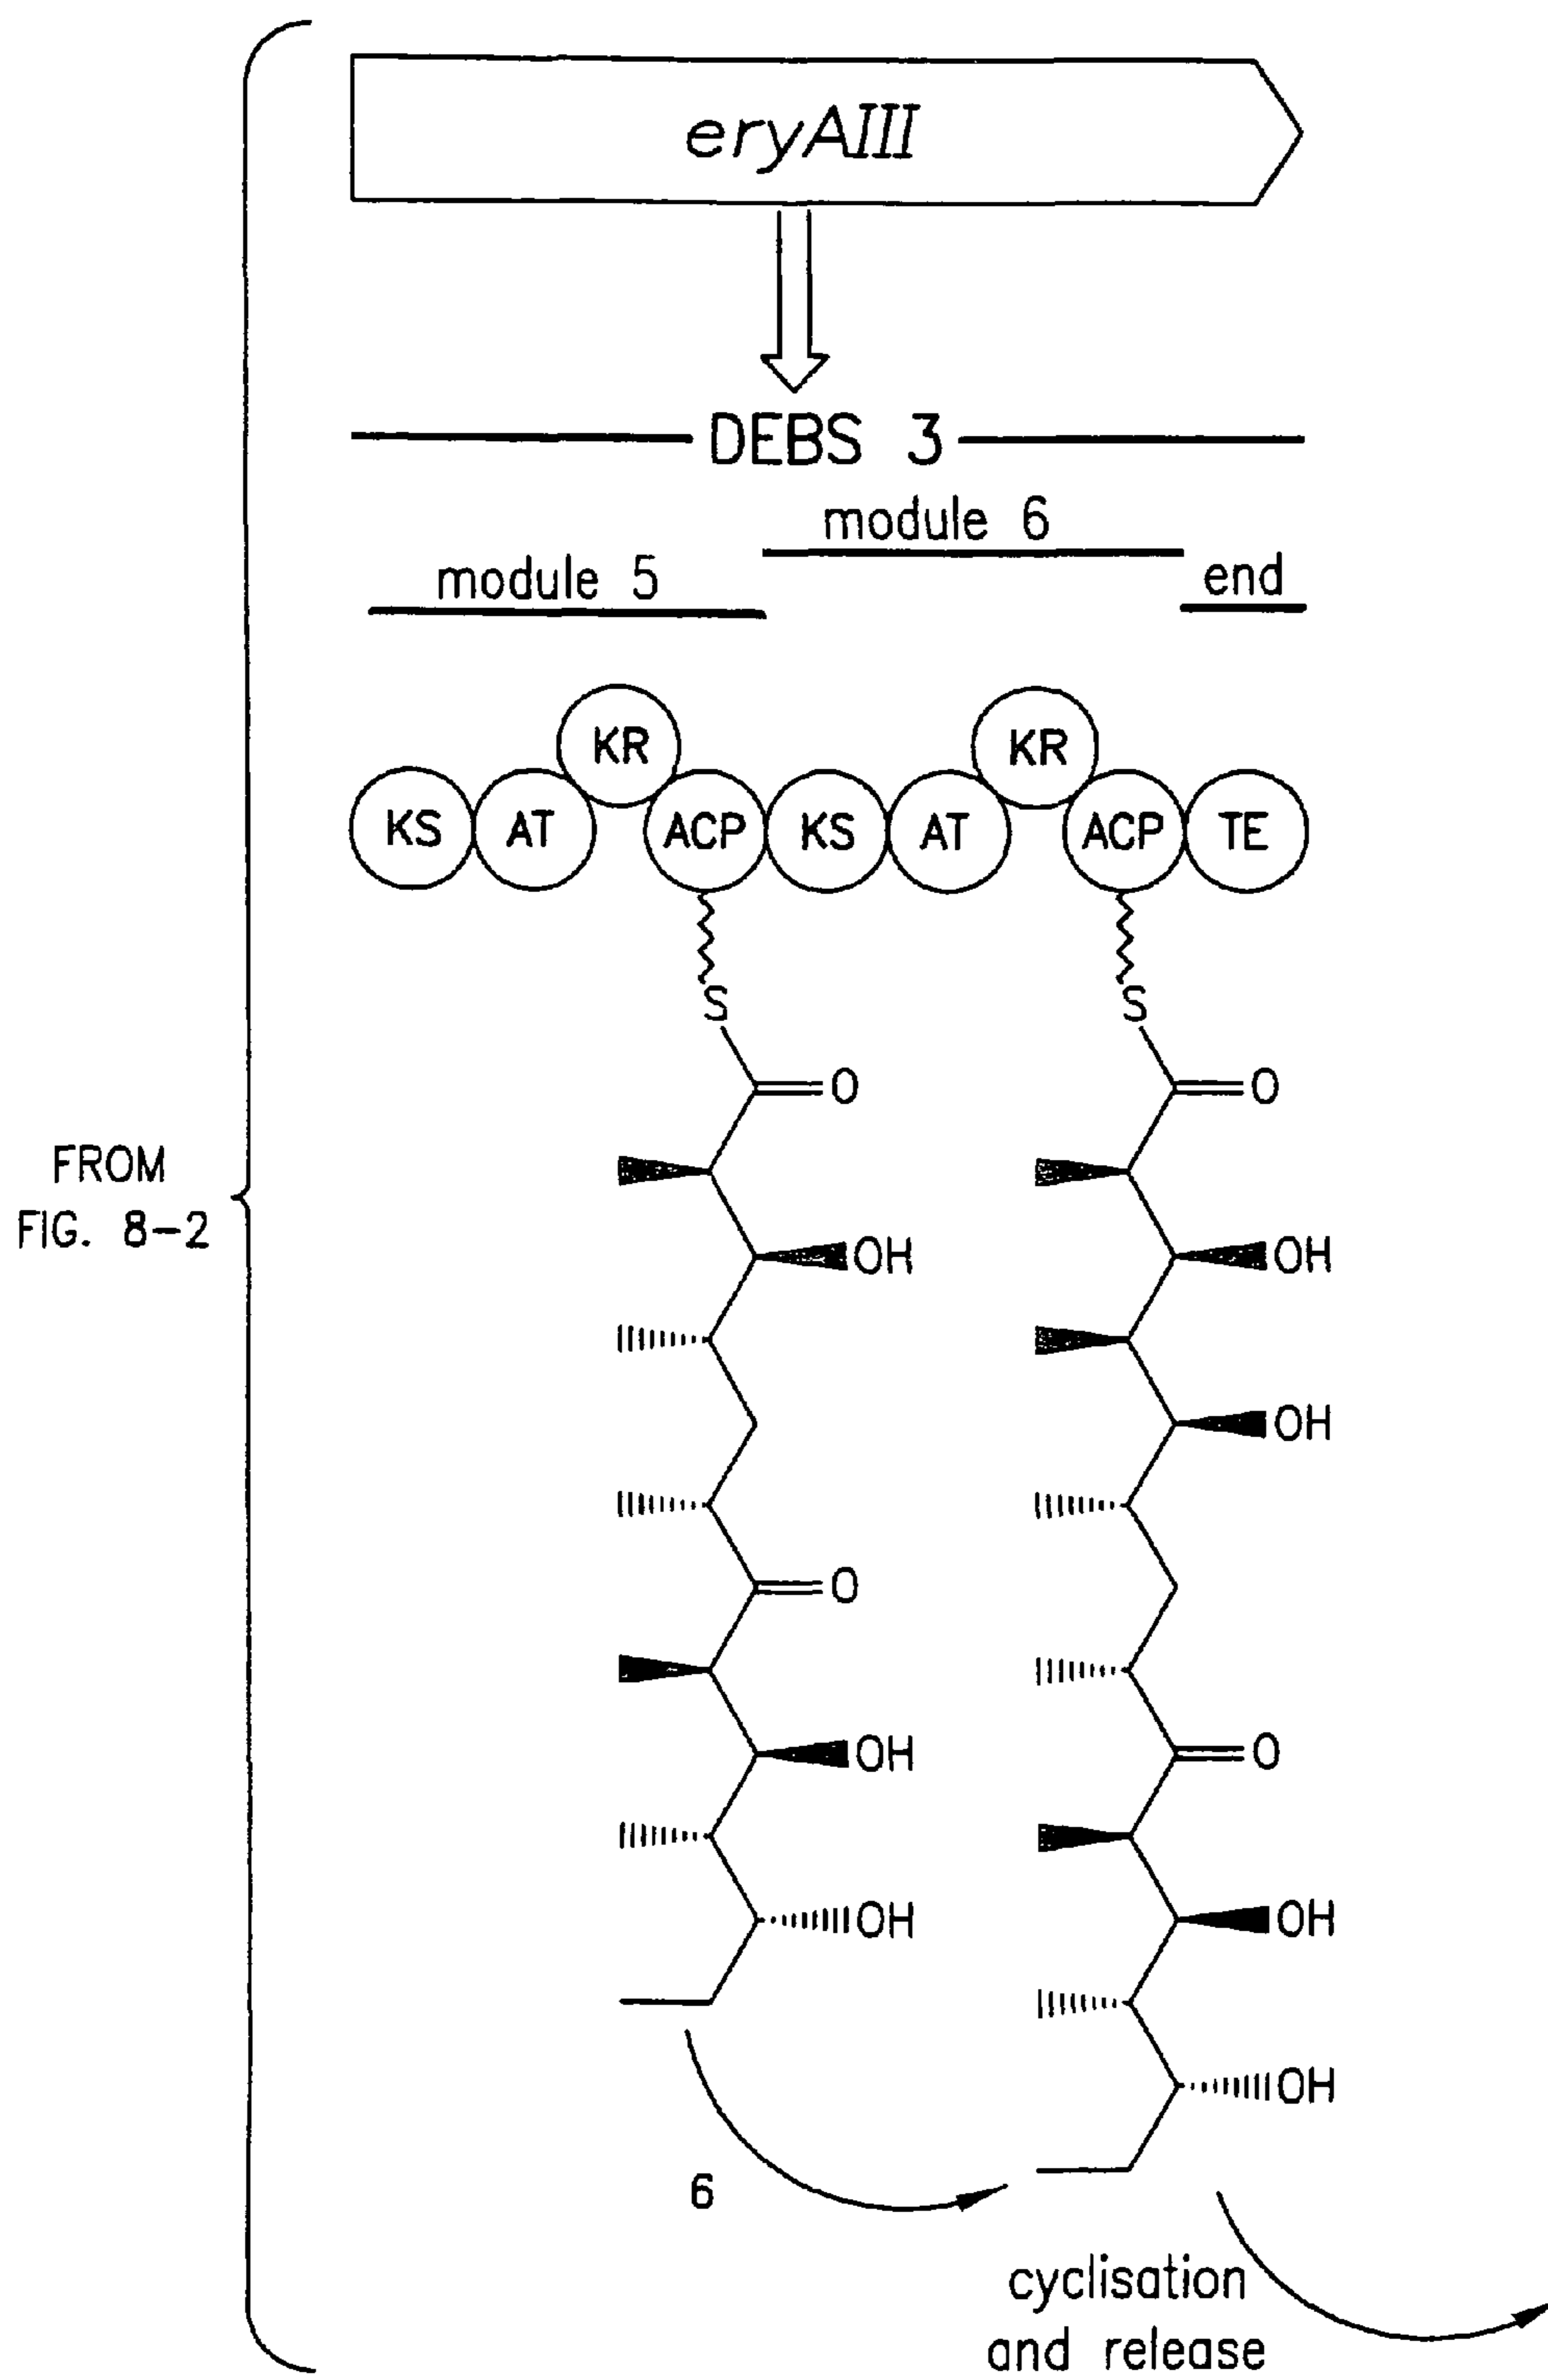 eryAIII
DEBS 3
module 6
module 5
end
KR
KR
KS AT ACP KS AT ACP TE
S
S
O
O
FROM
FIG. 8-2
OH
OH
OH
O
O
OH
OH
OH
OH
6
cyclisation
and release